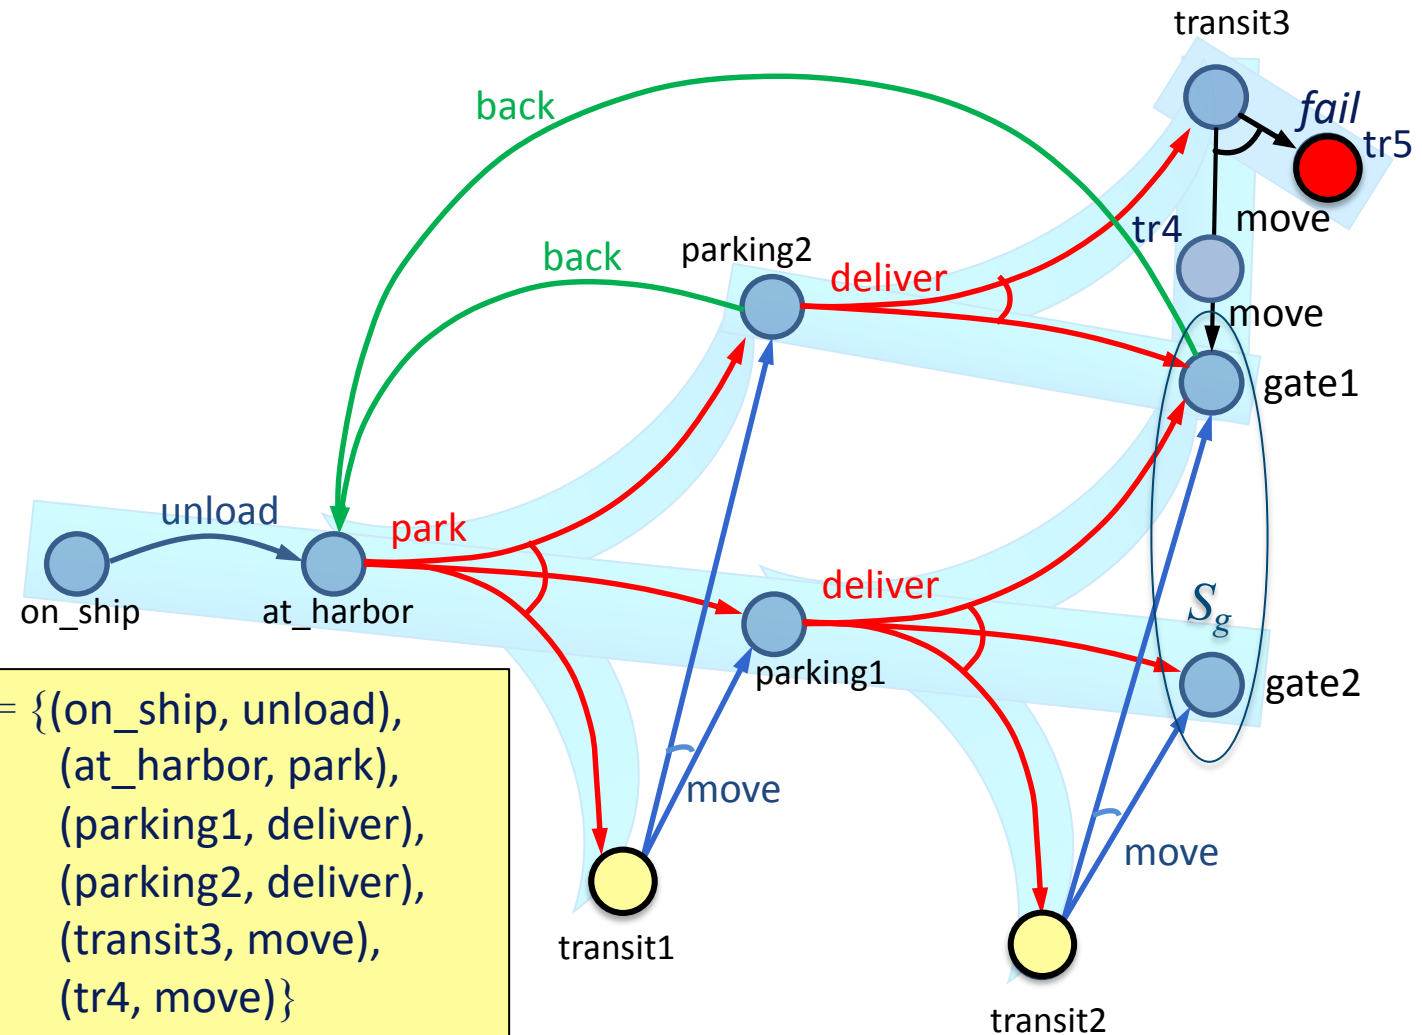 transit3
back
fail
tr5
move
tr4
parking2
back
deliver
move
gate1
unload
park
deliver
on_ship
at_harbor
S_g
parking1
gate2
= {(on_ship, unload),
(at_harbor, park),
(parking1, deliver),
(parking2, deliver),
(transit3, move),
(tr4, move)}
move
move
transit1
transit2